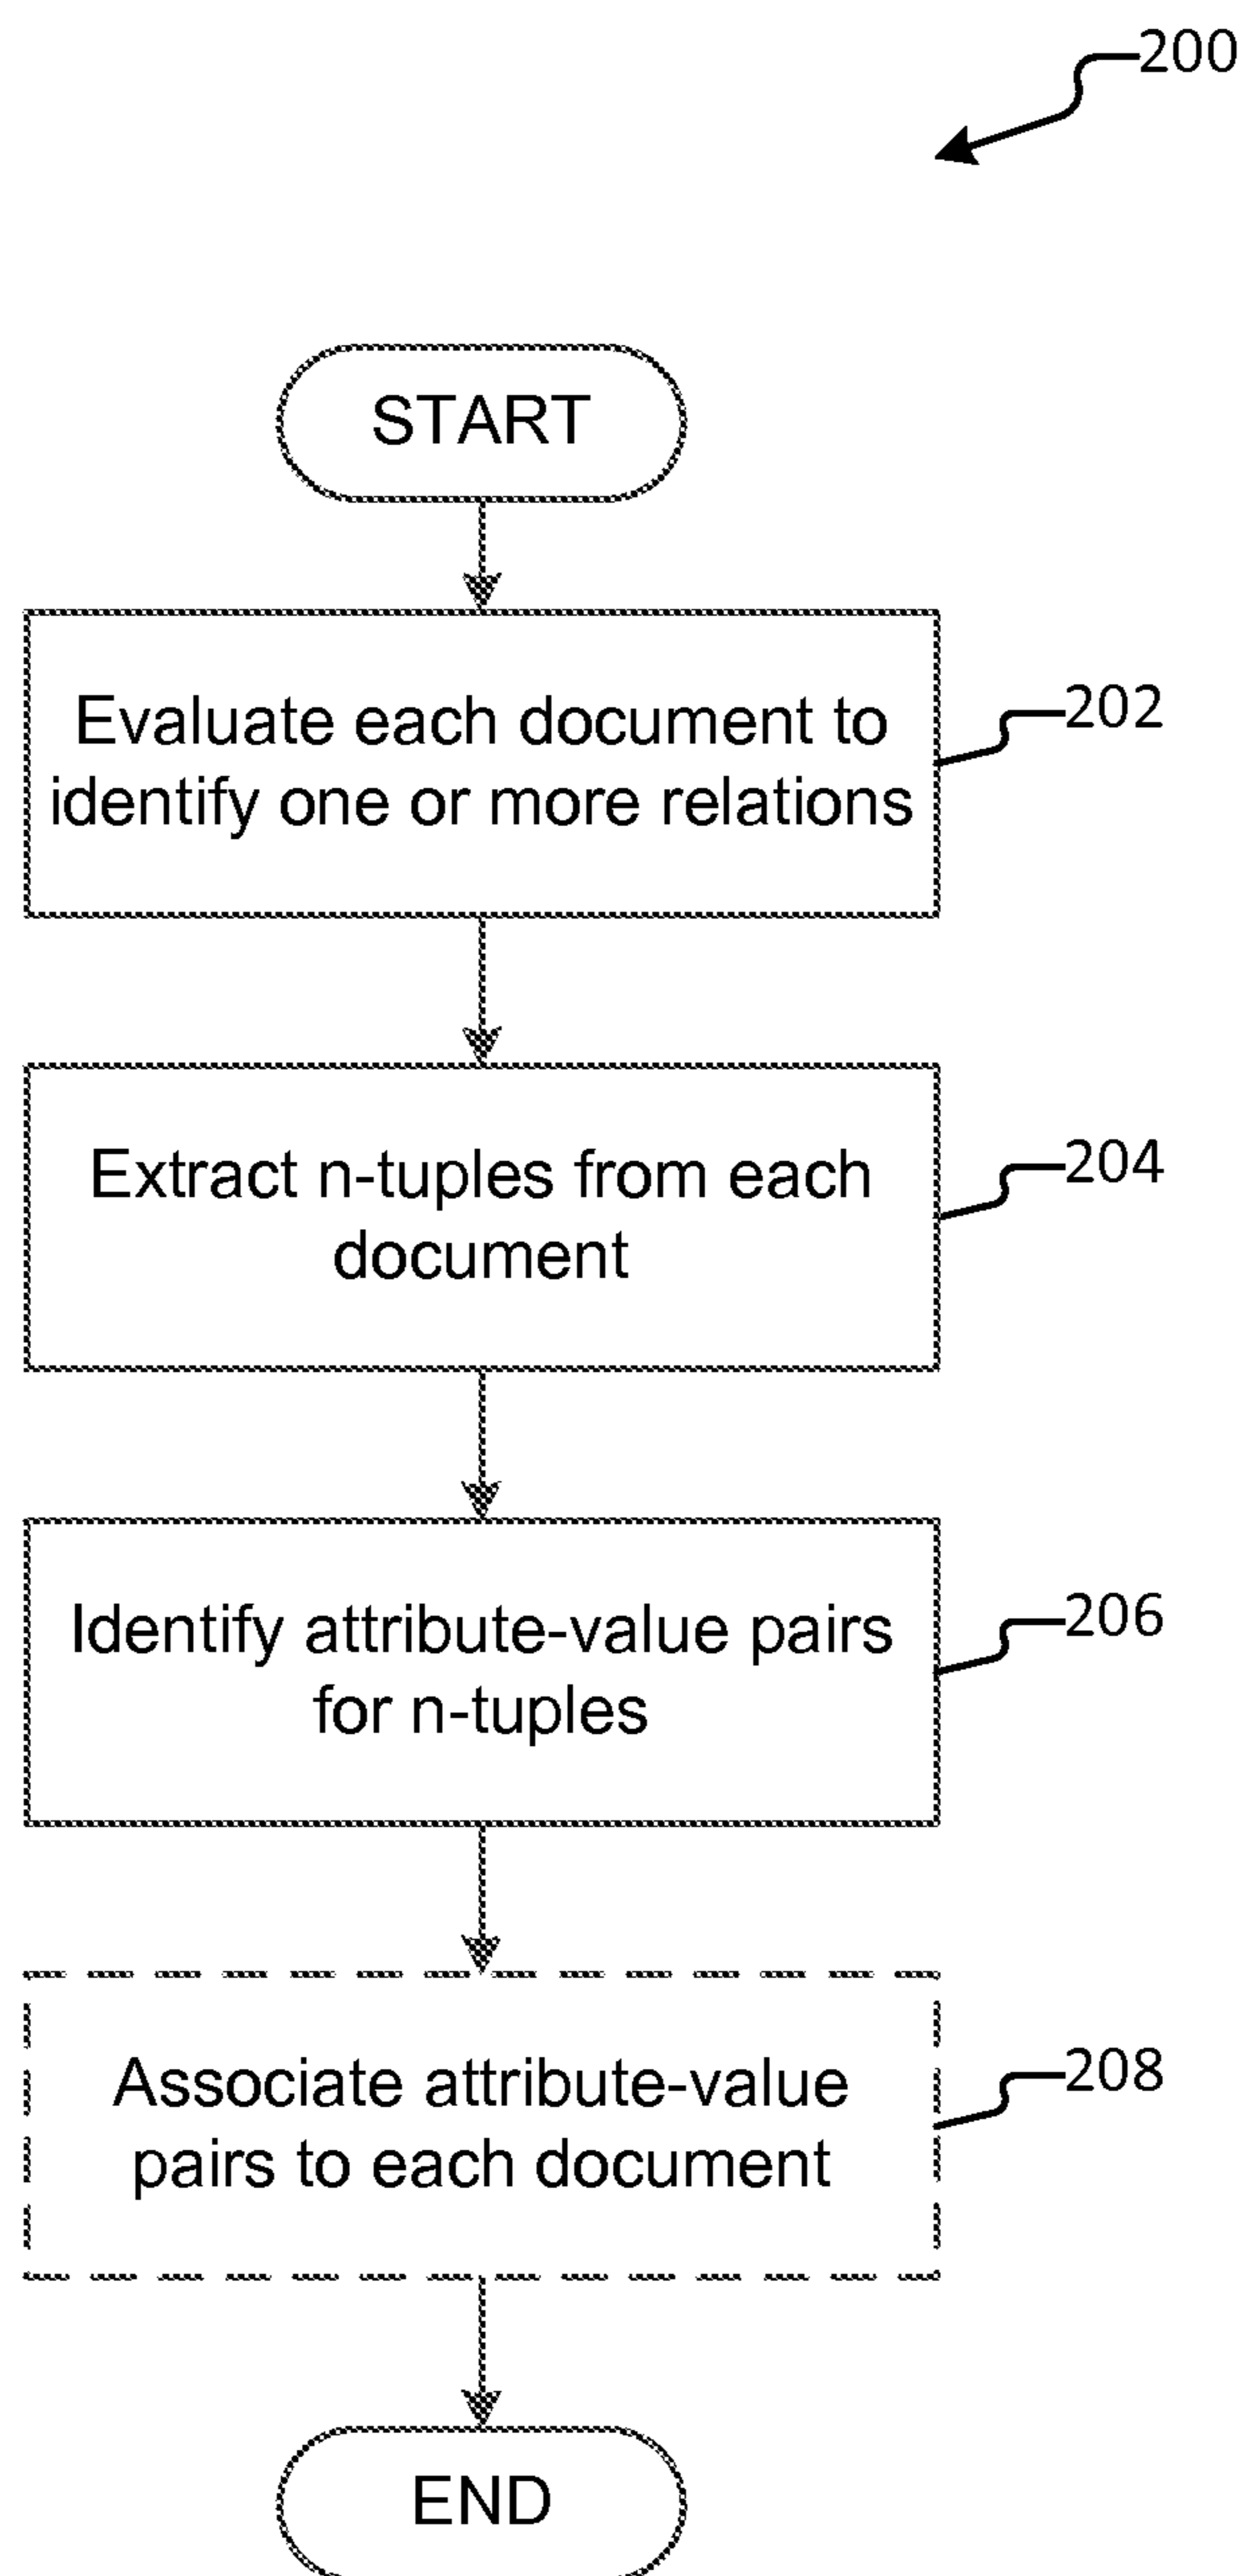 200
START
Evaluate each document to
identify one or more relations
202
Extract n-tuples from each
document
204
Identify attribute-value pairs
for n-tuples
206
Associate attribute-value
pairs to each document
208
END